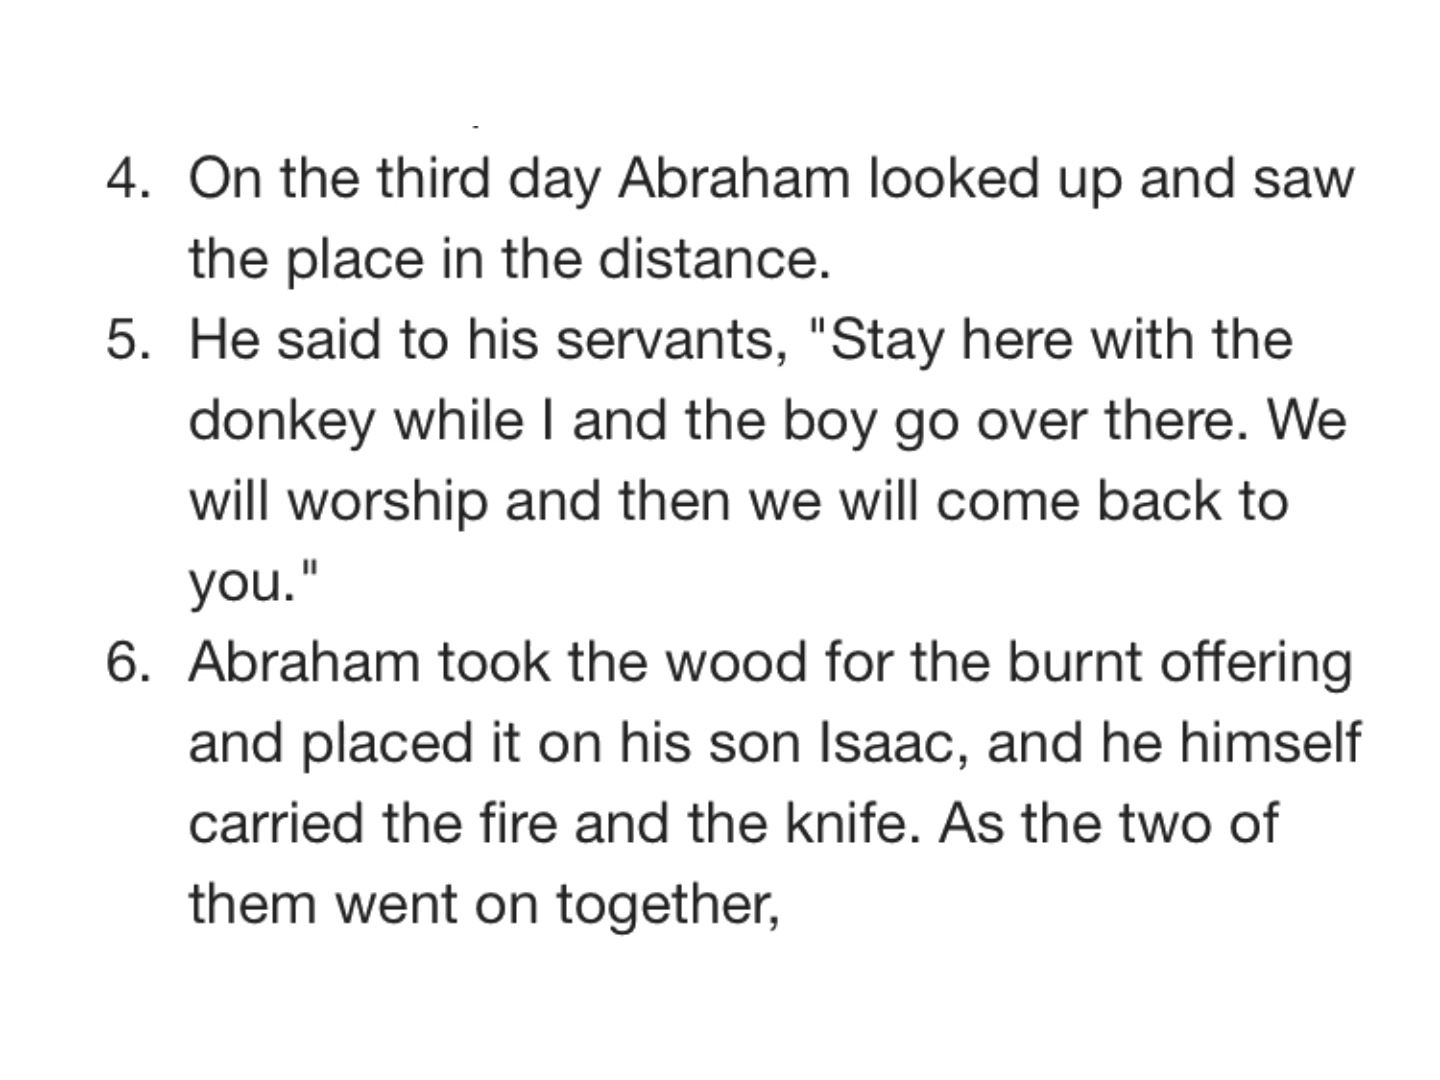 4. On the third day Abraham looked up and saw
the place in the distance.
5. He said to his servants, "Stay here with the
donkey while I and the boy go over there. We
will worship and then we will come back to
you."
6. Abraham took the wood for the burnt offering
and placed it on his son Isaac, and he himself
carried the fire and the knife. As the two of
them went on together,